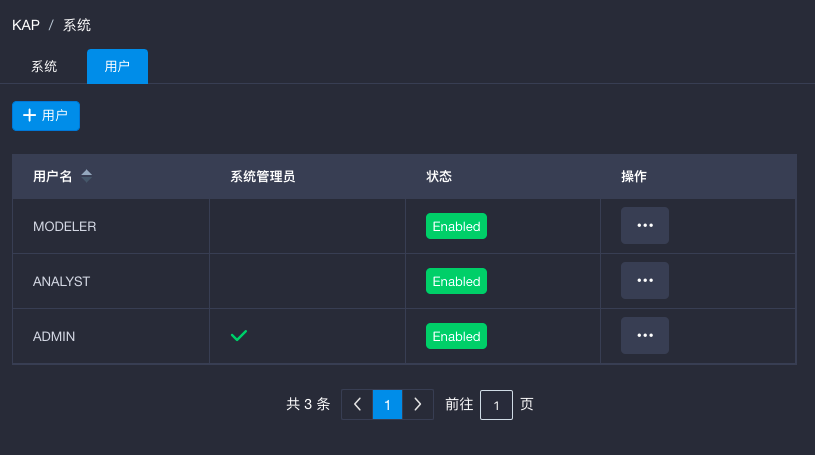 KAP / 系统
系统 用户
+ 用户
用户名 系统管理员 状态 操作
MODELER Enabled ...
ANALYST Enabled ...
ADMIN Enabled ...
共 3 条 1 前往 1 页